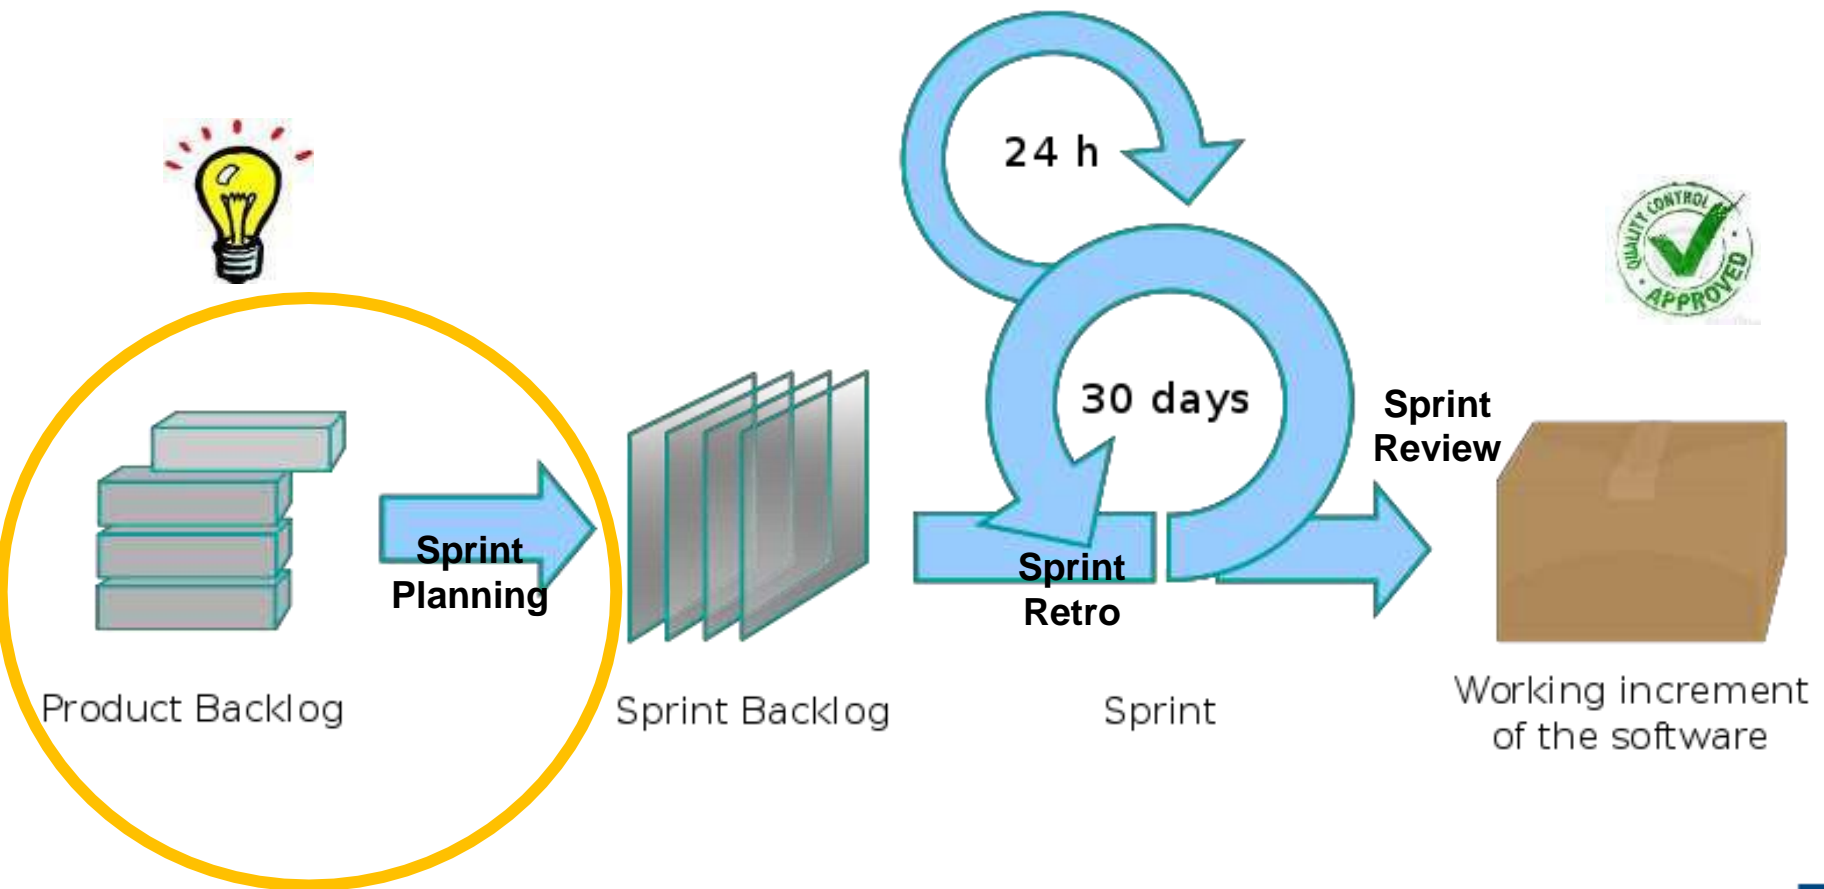 24 h
QUALITY CONTROL
APPROVED
30 days
Sprint
Review
Sprint
Planning
Sprint
Retro
Product Backlog
Sprint Backlog
Sprint
Working increment
of the software